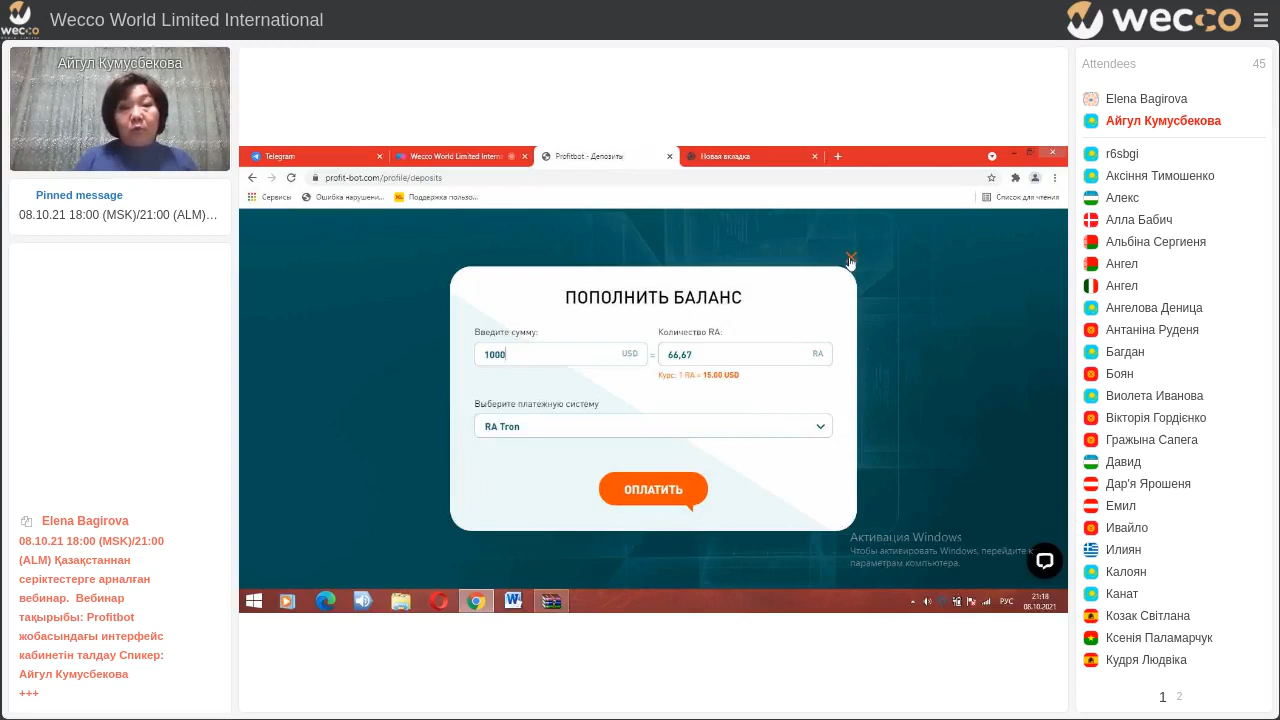 wecco
Wecco World Limited International
wecco
Айгул Кумусбекова
Pinned message
08.10.21 18:00 (MSK)/21:00 (ALM)…
Elena Bagirova
08.10.21 18:00 (MSK)/21:00
(ALM) Қазақстаннан
серіктестерге арналған
вебинар.  Вебинар
тақырыбы: Profitbot
жобасындағы интерфейс
кабинетін талдау Спикер:
Айгул Кумусбекова
+++
Telegram
Wecco World Limited Intern
Profitbot - Депозиты
Новая вкладка
profit-bot.com/profile/deposits
Сервисы
Ошибка нарушени...
Поддержка пользо...
Список для чтения
ПОПОЛНИТЬ БАЛАНС
Введите сумму:
Количество RA:
1000 USD
=
66,67 RA
Курс: 1 RA = 15.00 USD
Выберите платежную систему
RA Tron
ОПЛАТИТЬ
Активация Windows
Чтобы активировать Windows, перейдите к
параметрам компьютера.
РУС
21:18
08.10.2021
Attendees 45
Elena Bagirova
Айгул Кумусбекова
r6sbgi
Аксіння Тимошенко
Алекс
Алла Бабич
Альбіна Сергиеня
Ангел
Ангел
Ангелова Деница
Антаніна Руденя
Багдан
Боян
Виолета Иванова
Вікторія Гордієнко
Гражына Сапега
Давид
Дар'я Ярошеня
Емил
Ивайло
Илиян
Калоян
Канат
Козак Світлана
Ксенія Паламарчук
Кудря Людвіка
1 2